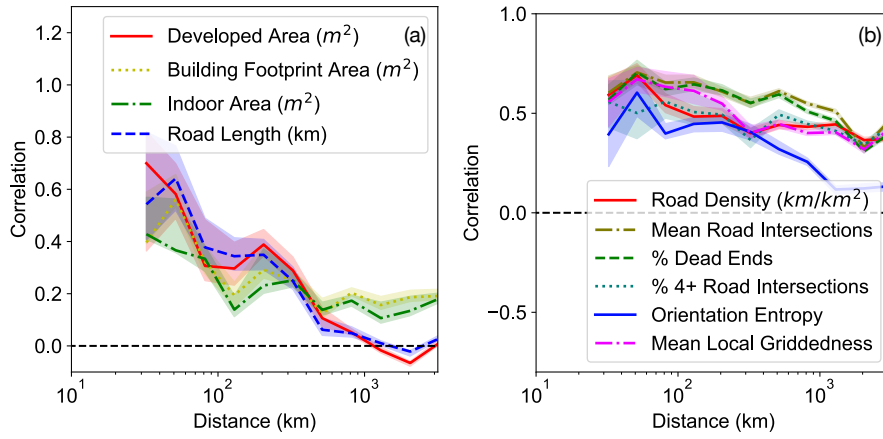 (a)
Developed Area (m²)
Building Footprint Area (m²)
Indoor Area (m²)
Road Length (km)
1.2
1.0
0.8
0.6
0.4
0.2
0.0
Correlation
10¹ 10² 10³
Distance (km)
(b)
1.0
0.5
0.0
−0.5
Correlation
Road Density (km/km²)
Mean Road Intersections
% Dead Ends
% 4+ Road Intersections
Orientation Entropy
Mean Local Griddedness
10¹ 10² 10³
Distance (km)